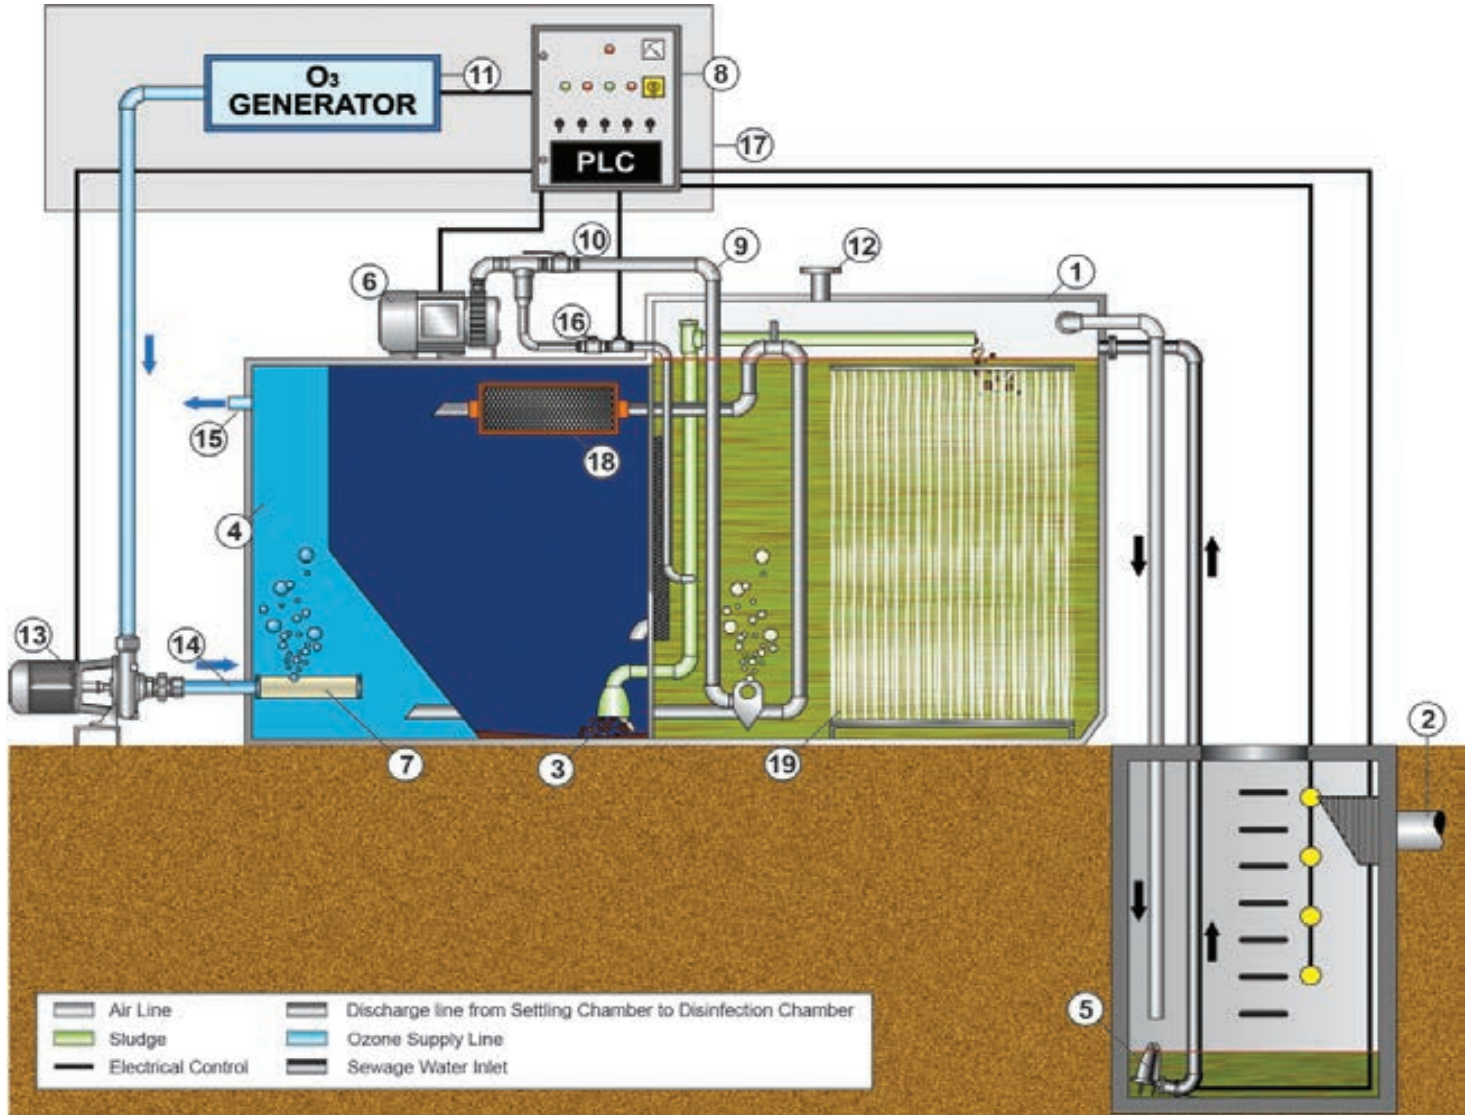 O3
GENERATOR
11
8
17
PLC
10
9
12
1
6
16
15
18
4
13
14
7
3
19
2
5
Air Line
Discharge line from Settling Chamber to Disinfection Chamber
Sludge
Ozone Supply Line
Electrical Control
Sewage Water Inlet